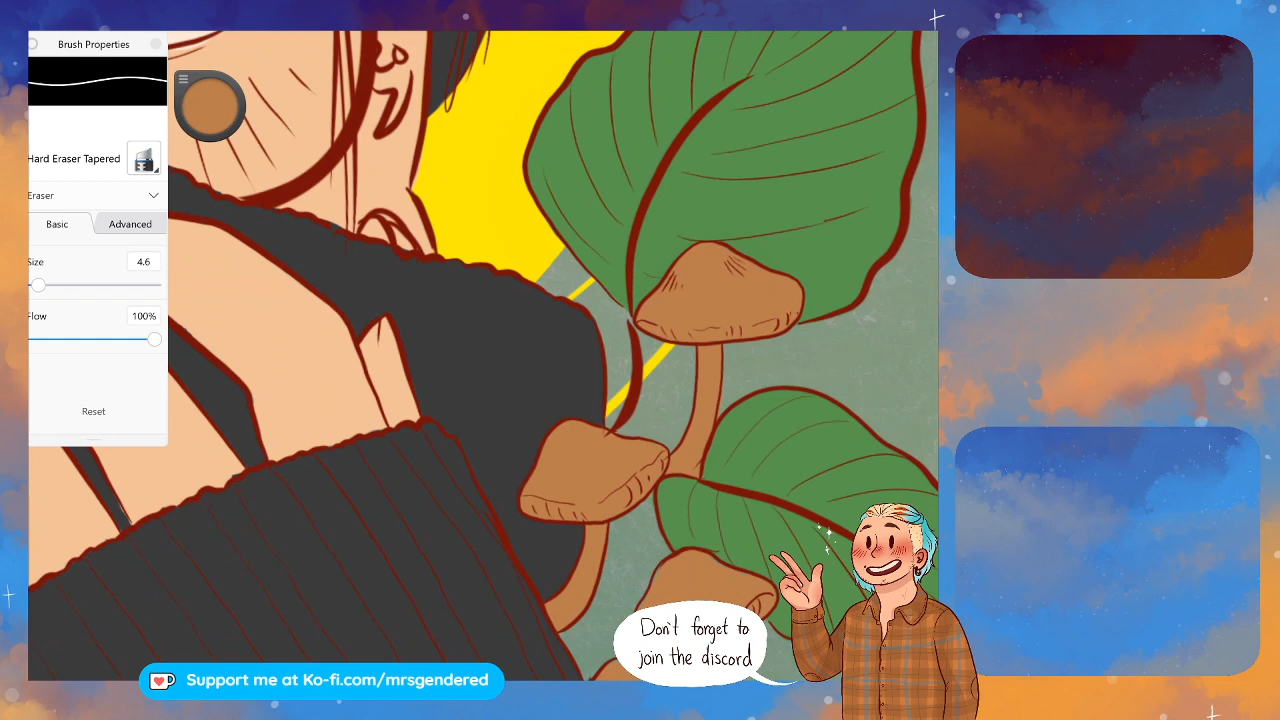 Brush Properties
Hard Eraser Tapered
Eraser
Basic
Advanced
Size
4.6
Flow
100%
Reset
Don't forget to
join the discord
Support me at Ko-fi.com/mrsgendered